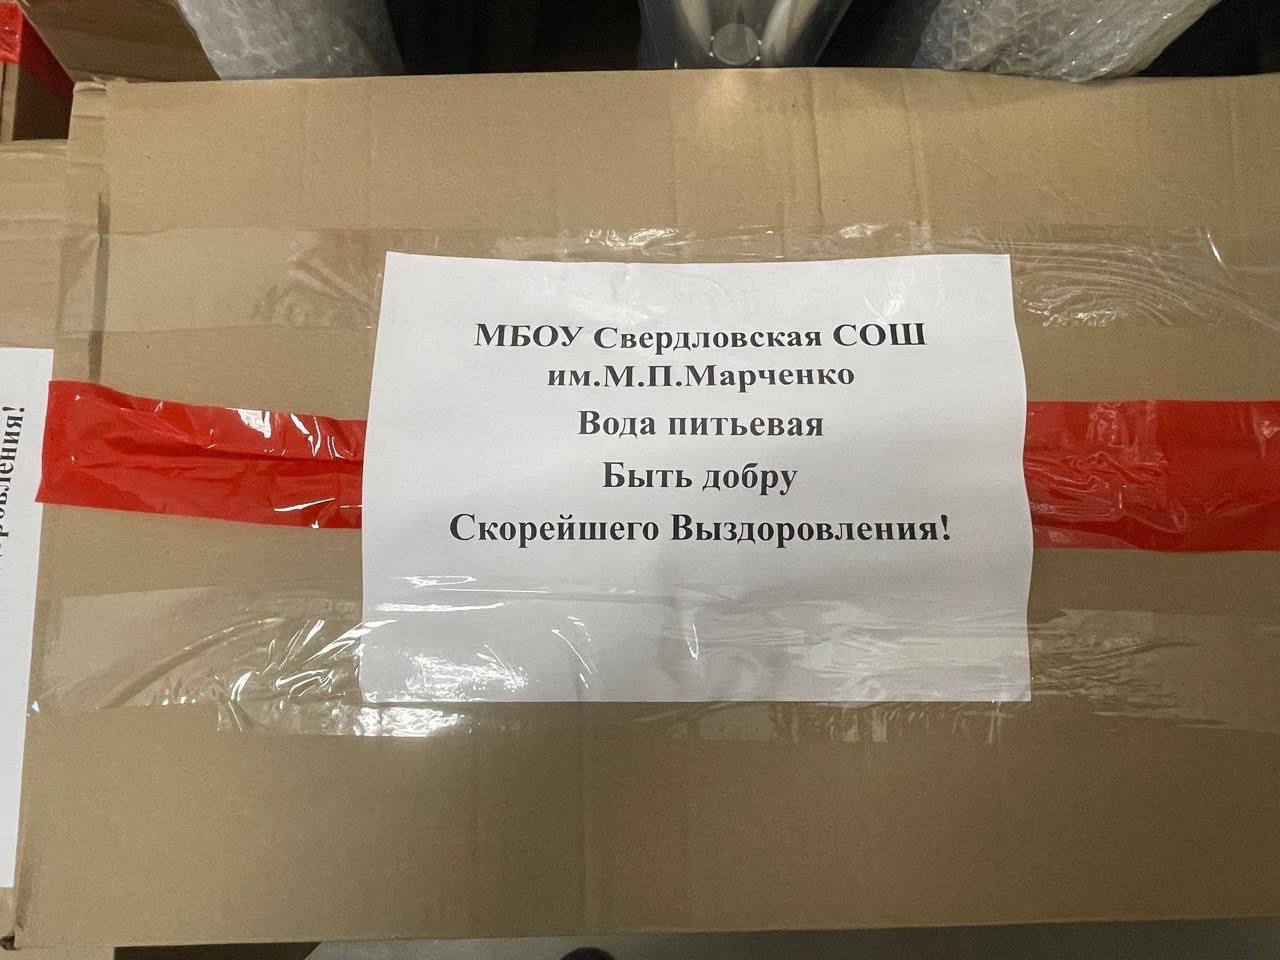 МБОУ Свердловская СОШ
им.М.П.Марченко
Вода питьевая
Быть добру
Скорейшего Выздоровления!